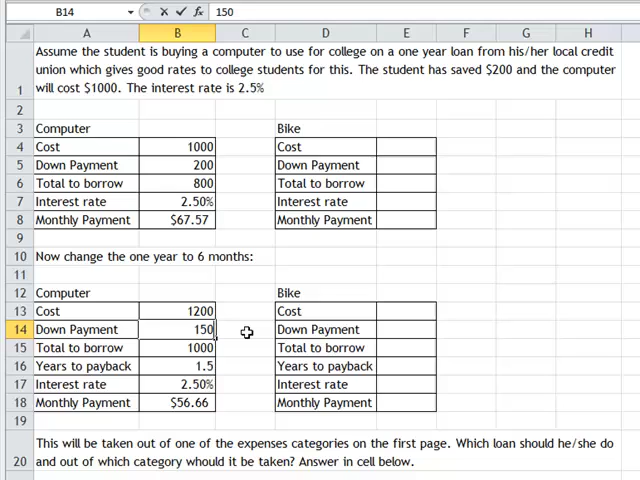 B14 fx 150
A B C D E F G H
Assume the student is buying a computer to use for college on a one year loan from his/her local credit
union which gives good rates to college students for this. The student has saved $200 and the computer
1 will cost $1000. The interest rate is 2.5%
2
3 Computer Bike
4 Cost 1000 Cost
5 Down Payment 200 Down Payment
6 Total to borrow 800 Total to borrow
7 Interest rate 2.50% Interest rate
8 Monthly Payment $67.57 Monthly Payment
9
10 Now change the one year to 6 months:
11
12 Computer Bike
13 Cost 1200 Cost
14 Down Payment 150 Down Payment
15 Total to borrow 1000 Total to borrow
16 Years to payback 1.5 Years to payback
17 Interest rate 2.50% Interest rate
18 Monthly Payment $56.66 Monthly Payment
19
This will be taken out of one of the expenses categories on the first page. Which loan should he/she do
20 and out of which category whould it be taken? Answer in cell below.